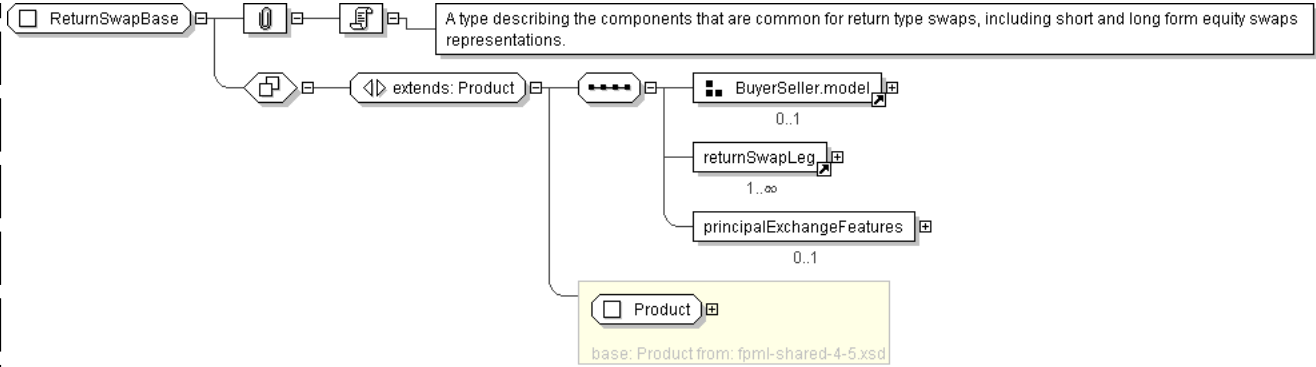 ReturnSwapBase
A type describing the components that are common for return type swaps, including short and long form equity swaps
representations.
extends: Product
BuyerSeller.model
0..1
returnSwapLeg
1..∞
principalExchangeFeatures
0..1
Product
base: Product from: fpml-shared-4-5.xsd